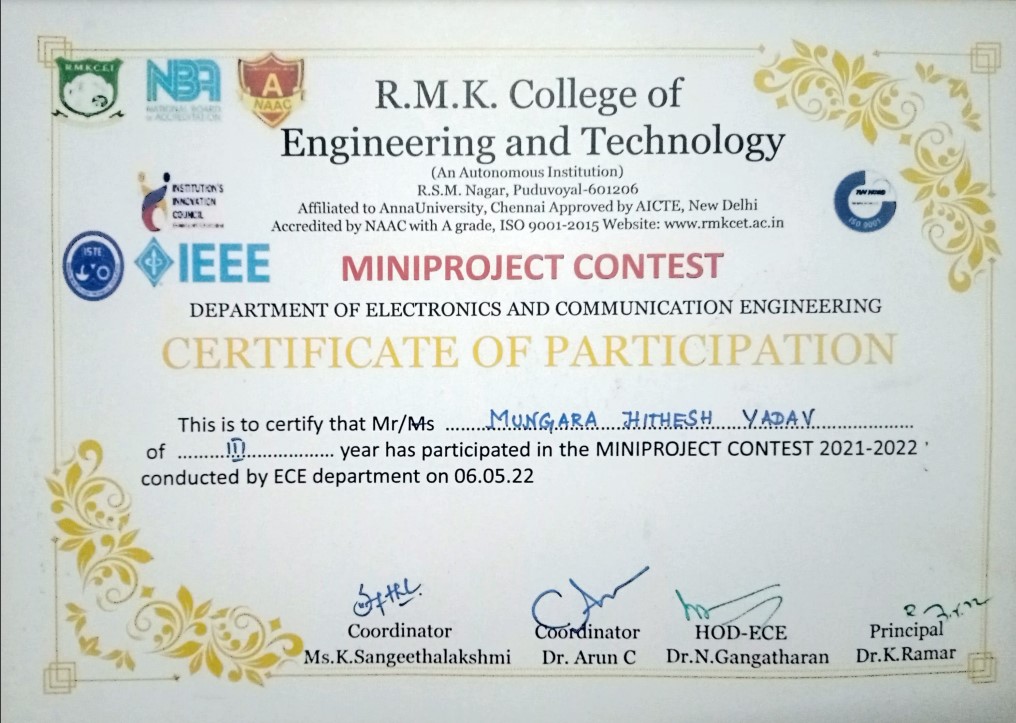 R.M.K.C.E.T
NBA
NATIONAL BOARD
of ACCREDITATION
A
NAAC
R.M.K. College of
Engineering and Technology
(An Autonomous Institution)
R.S.M. Nagar, Puduvoyal-601206
Affiliated to AnnaUniversity, Chennai Approved by AICTE, New Delhi
Accredited by NAAC with A grade, ISO 9001-2015 Website: www.rmkcet.ac.in
INSTITUTION'S
INNOVATION
COUNCIL
TUV NORD
ISO 9001
ISTE
IEEE
MINIPROJECT CONTEST
DEPARTMENT OF ELECTRONICS AND COMMUNICATION ENGINEERING
CERTIFICATE OF PARTICIPATION
This is to certify that Mr/Ms ......MUNGARA HITHESH YADAV......
of .........III................ year has participated in the MINIPROJECT CONTEST 2021-2022
conducted by ECE department on 06.05.22
Coordinator
Ms.K.Sangeethalakshmi
Coordinator
Dr. Arun C
HOD-ECE
Dr.N.Gangatharan
Principal
Dr.K.Ramar